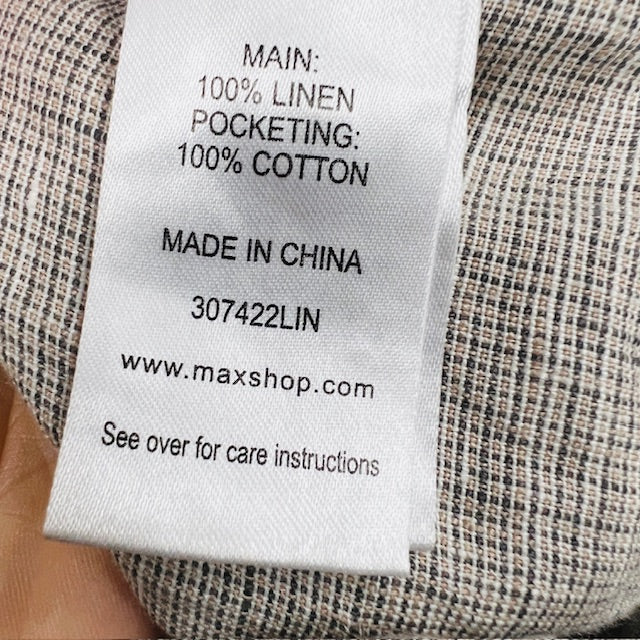 MAIN:
100% LINEN
POCKETING:
100% COTTON
MADE IN CHINA
307422LIN
www.maxshop.com
See over for care instructions